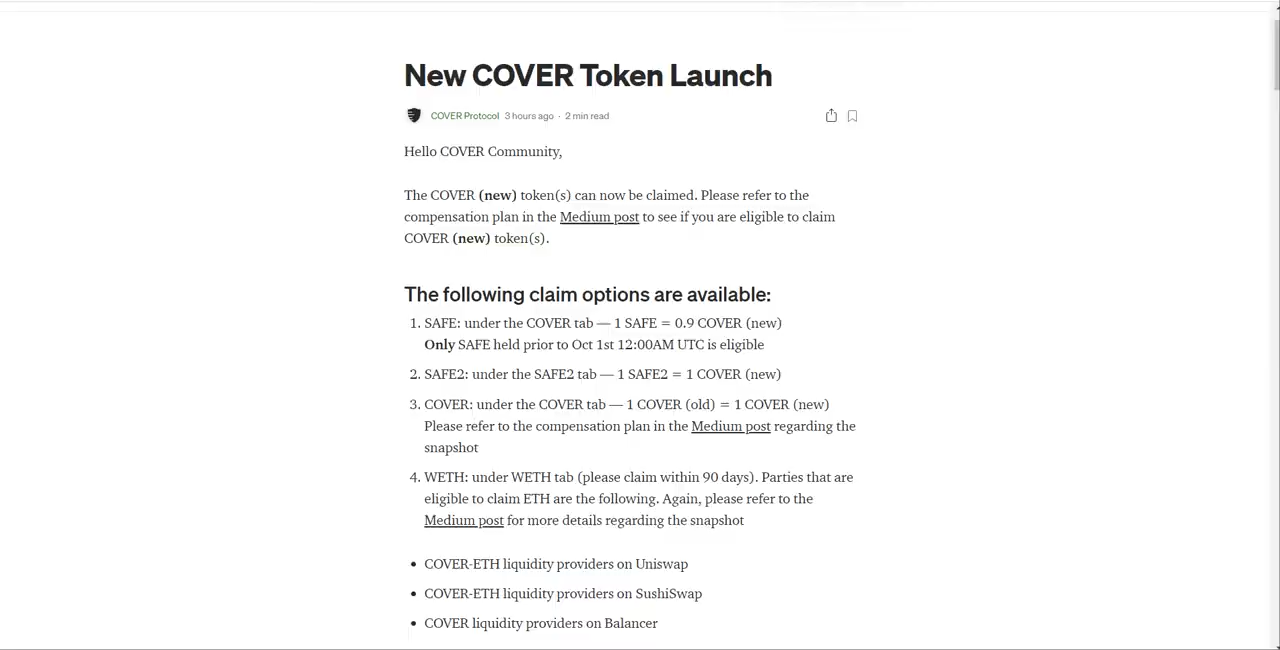 New COVER Token Launch
COVER Protocol 3 hours ago · 2 min read
Hello COVER Community,
The COVER (new) token(s) can now be claimed. Please refer to the
compensation plan in the Medium post to see if you are eligible to claim
COVER (new) token(s).
The following claim options are available:
1. SAFE: under the COVER tab — 1 SAFE = 0.9 COVER (new)
Only SAFE held prior to Oct 1st 12:00AM UTC is eligible
2. SAFE2: under the SAFE2 tab — 1 SAFE2 = 1 COVER (new)
3. COVER: under the COVER tab — 1 COVER (old) = 1 COVER (new)
Please refer to the compensation plan in the Medium post regarding the
snapshot
4. WETH: under WETH tab (please claim within 90 days). Parties that are
eligible to claim ETH are the following. Again, please refer to the
Medium post for more details regarding the snapshot
• COVER-ETH liquidity providers on Uniswap
• COVER-ETH liquidity providers on SushiSwap
• COVER liquidity providers on Balancer